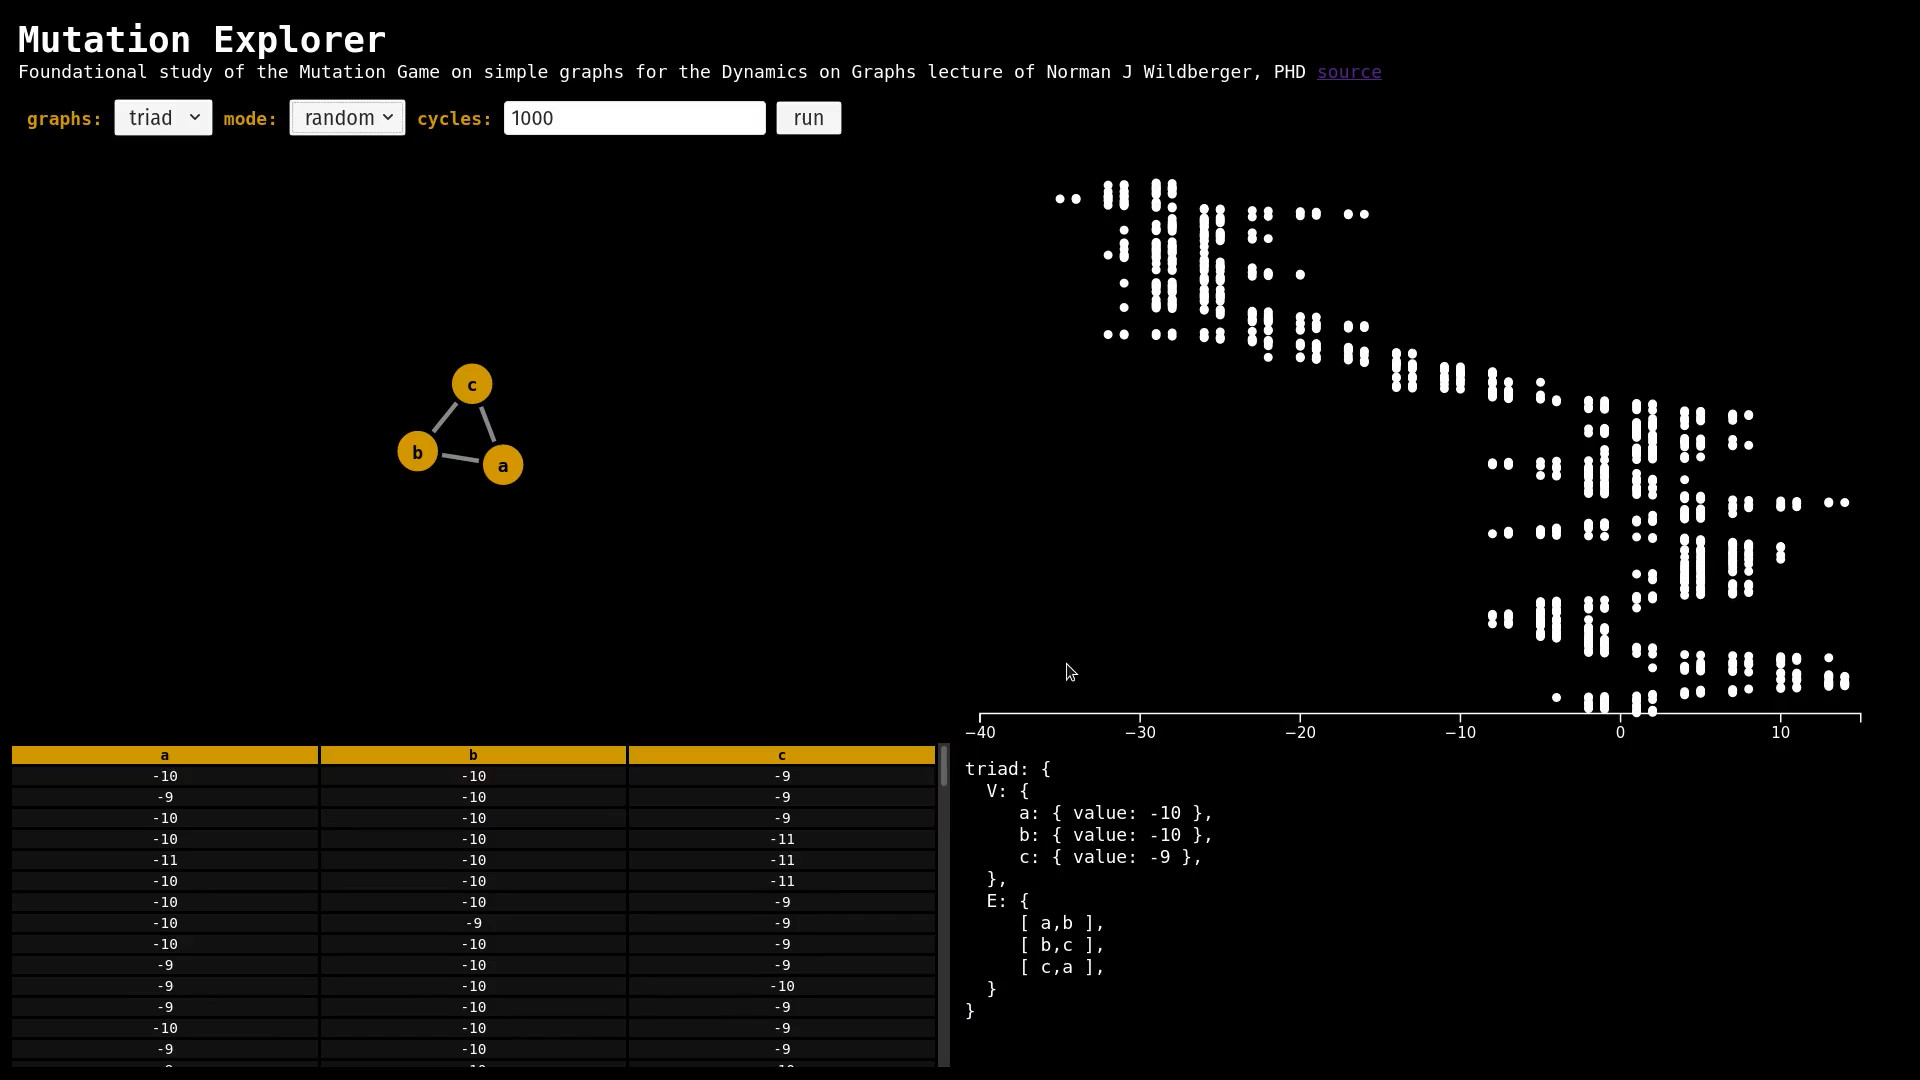 Mutation Explorer
Foundational study of the Mutation Game on simple graphs for the Dynamics on Graphs lecture of Norman J Wildberger, PHD source
graphs: triad mode: random cycles: 1000 run
c
b
a
−40 −30 −20 −10 0 10
a b c
-10 -10 -9
-9 -10 -9
-10 -10 -9
-10 -10 -11
-11 -10 -11
-10 -10 -11
-10 -10 -9
-10 -9 -9
-10 -10 -9
-9 -10 -9
-9 -10 -10
-9 -10 -9
-10 -10 -9
-9 -10 -9
triad: {
V: {
a: { value: -10 },
b: { value: -10 },
c: { value: -9 },
},
E: {
[ a,b ],
[ b,c ],
[ c,a ],
}
}